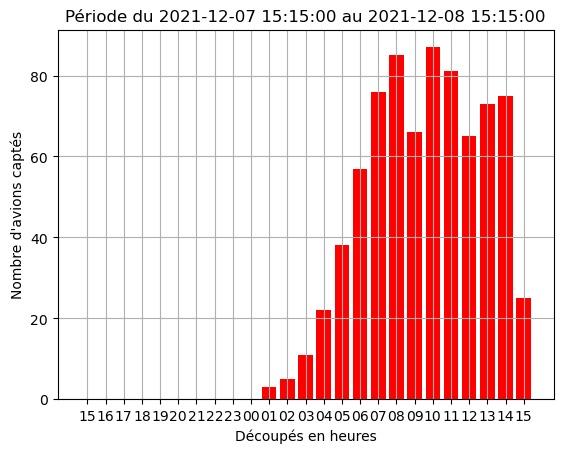 Période du 2021-12-07 15:15:00 au 2021-12-08 15:15:00
80
60
40
20
0
Nombre d'avions captés
15 16 17 18 19 20 21 22 23 00 01 02 03 04 05 06 07 08 09 10 11 12 13 14 15
Découpés en heures